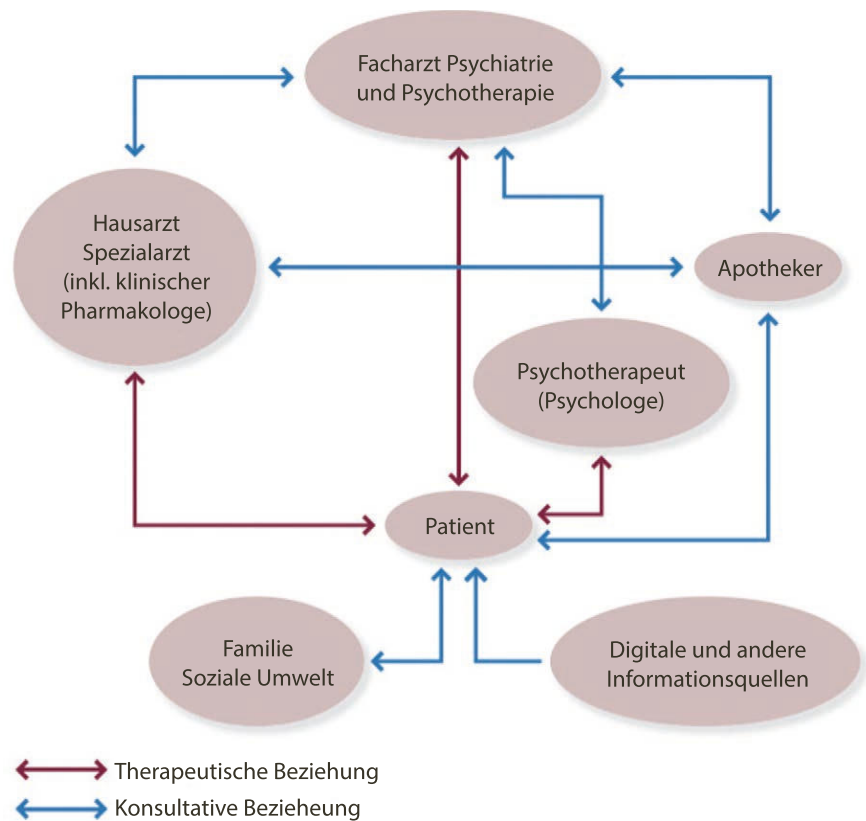 Facharzt Psychiatrie
und Psychotherapie
Hausarzt
Spezialarzt
(inkl. klinischer
Pharmakologe)
Apotheker
Psychotherapeut
(Psychologe)
Patient
Familie
Soziale Umwelt
Digitale und andere
Informationsquellen
Therapeutische Beziehung
Konsultative Bezieheung